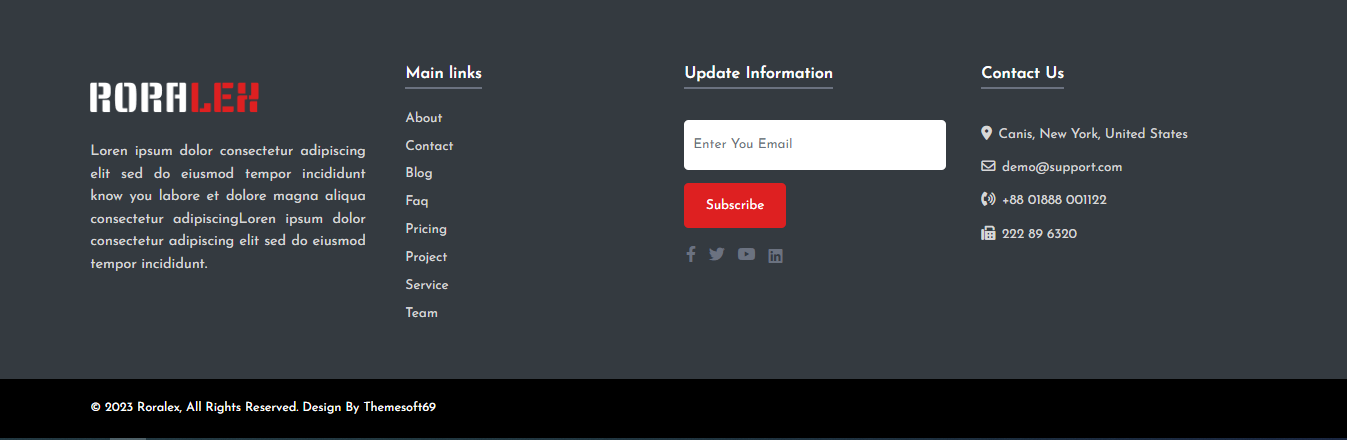 RORALEX
Loren ipsum dolor consectetur adipiscing
elit sed do eiusmod tempor incididunt
know you labore et dolore magna aliqua
consectetur adipiscingLoren ipsum dolor
consectetur adipiscing elit sed do eiusmod
tempor incididunt.
Main links
About
Contact
Blog
Faq
Pricing
Project
Service
Team
Update Information
Enter You Email
Subscribe
Contact Us
Canis, New York, United States
demo@support.com
+88 01888 001122
222 89 6320
© 2023 Roralex, All Rights Reserved. Design By Themesoft69